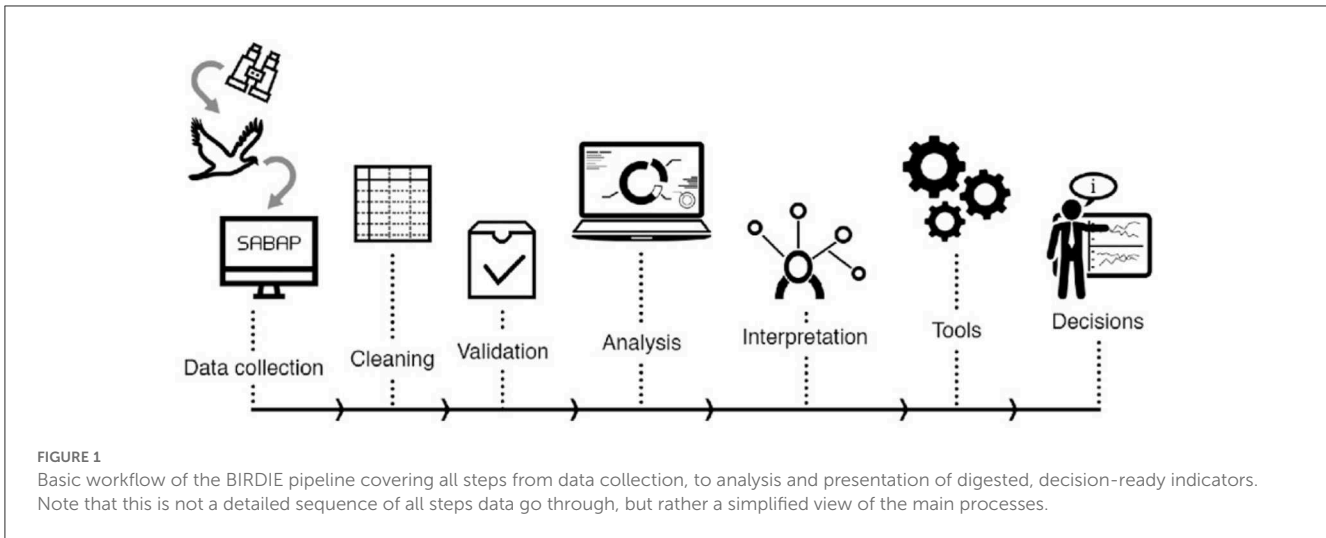 SABAP
i
Data collection
Cleaning
Validation
Analysis
Interpretation
Tools
Decisions
FIGURE 1
Basic workflow of the BIRDIE pipeline covering all steps from data collection, to analysis and presentation of digested, decision-ready indicators.
Note that this is not a detailed sequence of all steps data go through, but rather a simplified view of the main processes.